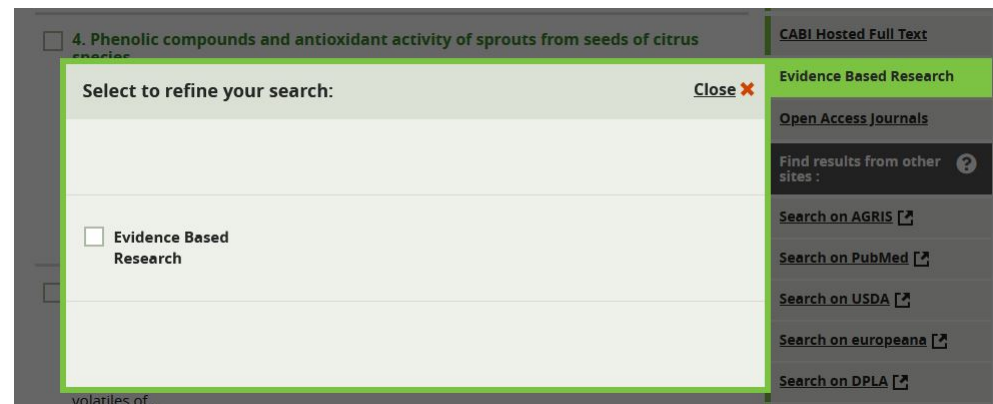 4. Phenolic compounds and antioxidant activity of sprouts from seeds of citrus
species
Select to refine your search:
Close
Evidence Based
Research
volatiles of
CABI Hosted Full Text
Evidence Based Research
Open Access Journals
Find results from other
sites :
?
Search on AGRIS
Search on PubMed
Search on USDA
Search on europeana
Search on DPLA